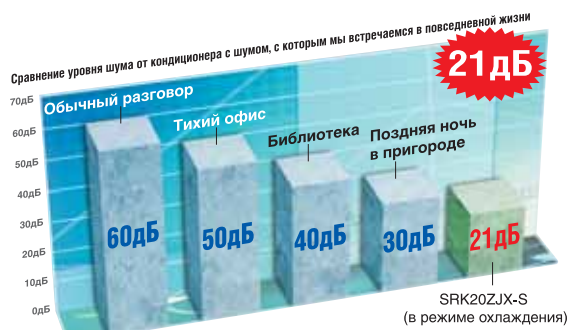 Сравнение уровня шума от кондиционера с шумом, с которым мы встречаемся в повседневной жизни
21дБ
70дБ
60дБ
50дБ
40дБ
30дБ
20дБ
10дБ
0дБ
Обычный разговор
Тихий офис
Библиотека
Поздняя ночь
в пригороде
60дБ
50дБ
40дБ
30дБ
21дБ
SRK20ZJX-S
(в режиме охлаждения)